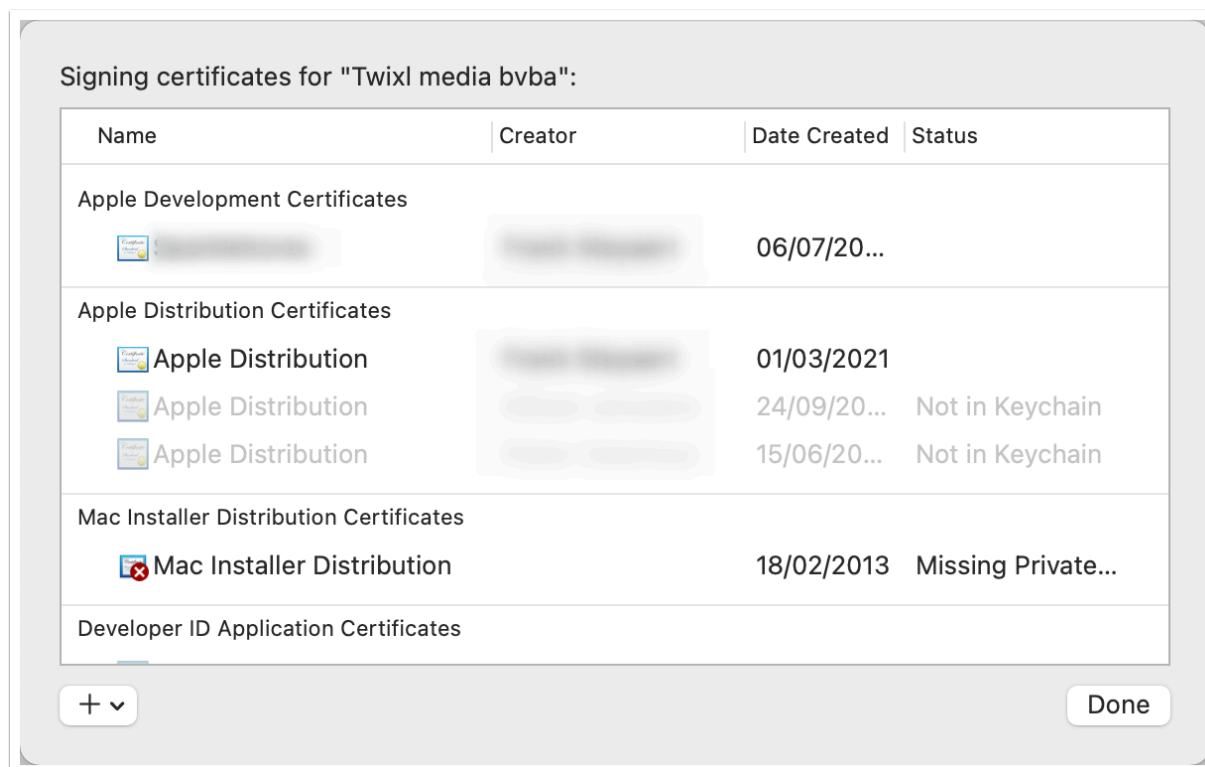 Signing certificates for "Twixl media bvba":
Name Creator Date Created Status
Apple Development Certificates
06/07/20...
Apple Distribution Certificates
Apple Distribution 01/03/2021
Apple Distribution 24/09/20... Not in Keychain
Apple Distribution 15/06/20... Not in Keychain
Mac Installer Distribution Certificates
Mac Installer Distribution 18/02/2013 Missing Private...
Developer ID Application Certificates
+ Done